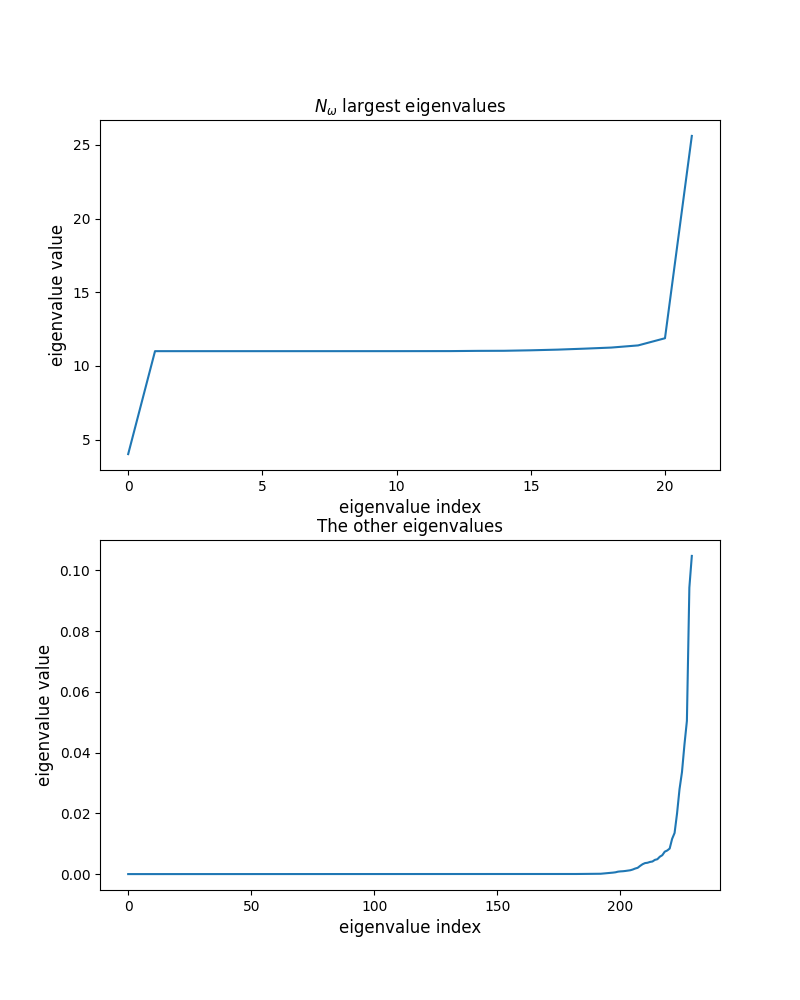 N_ω largest eigenvalues
25
20
15
10
5
eigenvalue value
0 5 10 15 20
eigenvalue index
The other eigenvalues
0.10
0.08
0.06
0.04
0.02
0.00
eigenvalue value
0 50 100 150 200
eigenvalue index